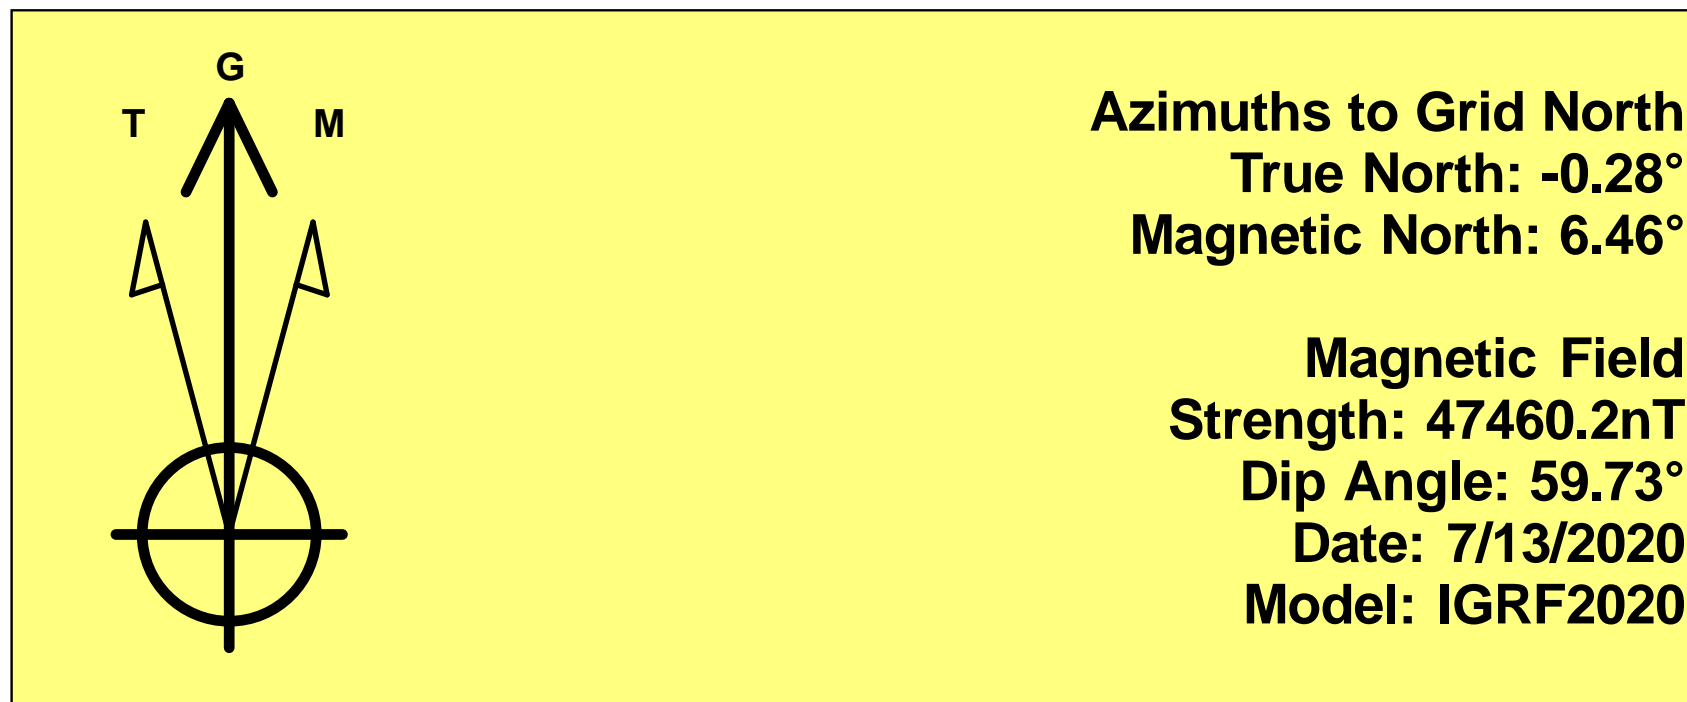 G
T M
Azimuths to Grid North
True North: -0.28°
Magnetic North: 6.46°
Magnetic Field
Strength: 47460.2nT
Dip Angle: 59.73°
Date: 7/13/2020
Model: IGRF2020